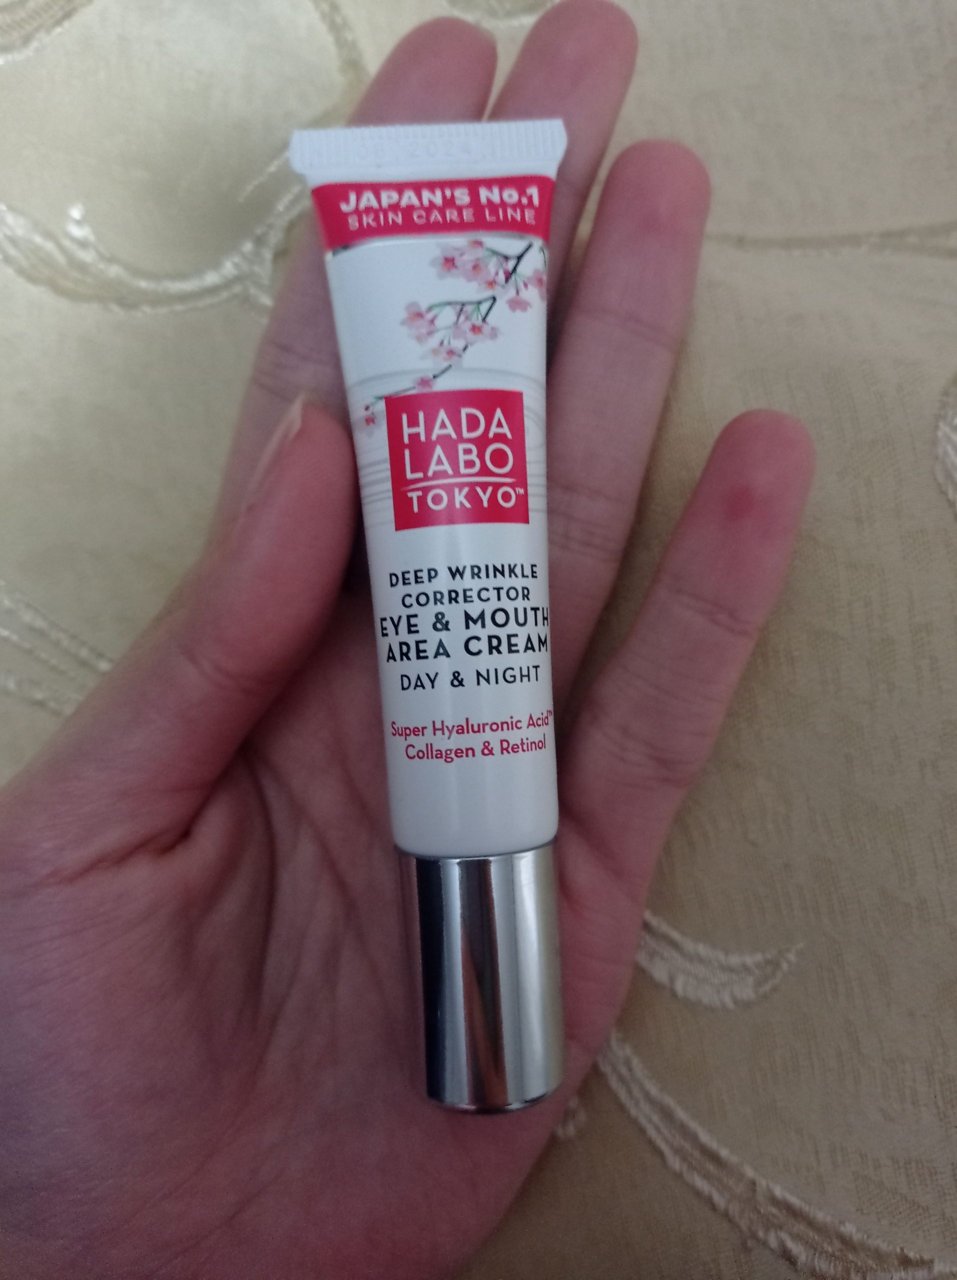 JAPAN'S No.1
SKIN CARE LINE
HADA
LABO
TOKYO™
DEEP WRINKLE
CORRECTOR
EYE & MOUTH
AREA CREAM
DAY & NIGHT
Super Hyaluronic Acid™
Collagen & Retinol